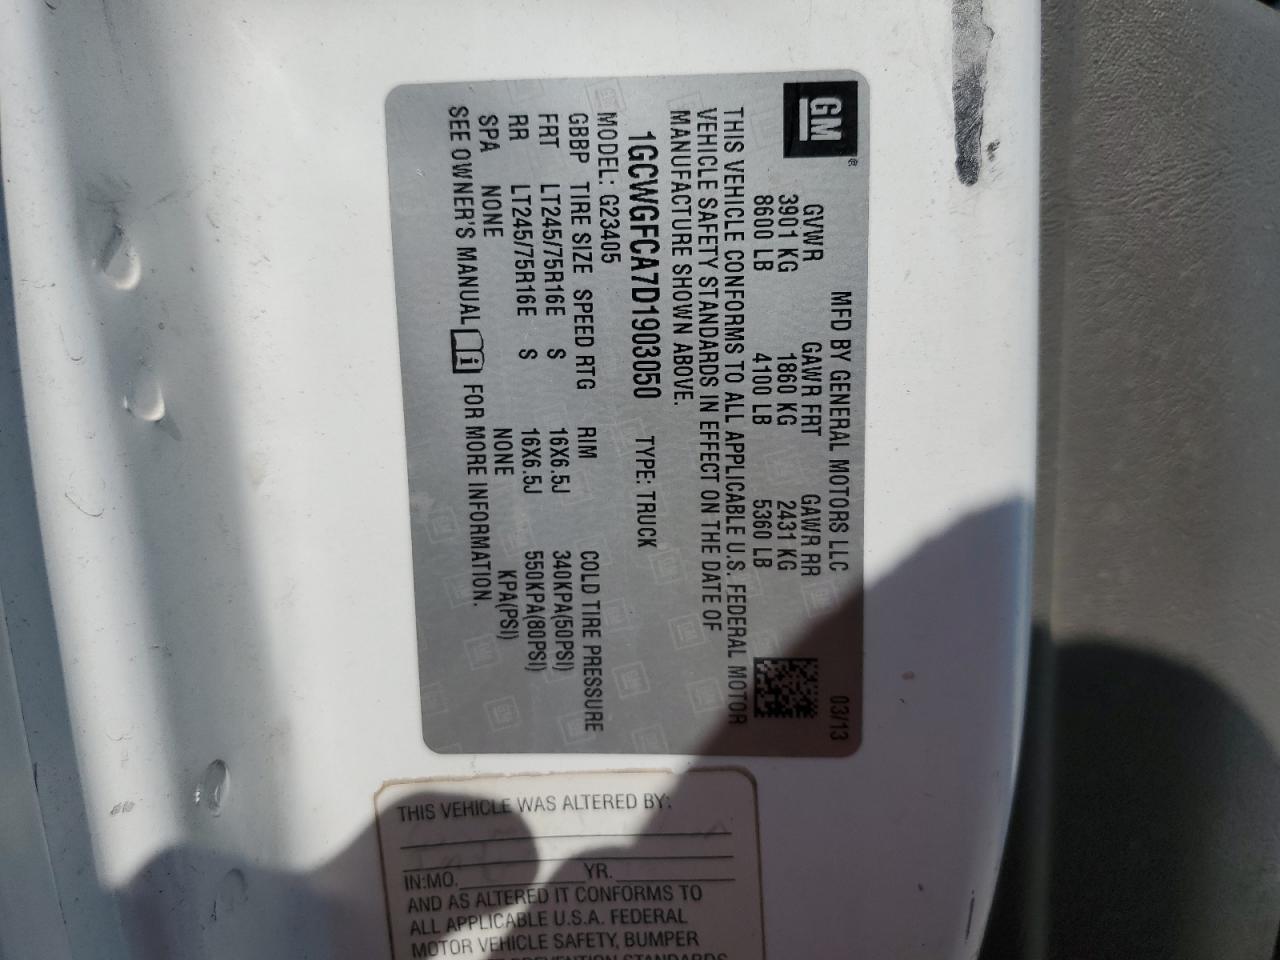 GM®
MFD BY GENERAL MOTORS LLC 03/13
GVWR GAWR FRT GAWR RR
3901 KG 1860 KG 2431 KG
8600 LB 4100 LB 5360 LB
THIS VEHICLE CONFORMS TO ALL APPLICABLE U.S. FEDERAL MOTOR
VEHICLE SAFETY STANDARDS IN EFFECT ON THE DATE OF
MANUFACTURE SHOWN ABOVE.
1GCWGFCA7D1903050 TYPE: TRUCK
MODEL: G23405
GBBP TIRE SIZE SPEED RTG RIM COLD TIRE PRESSURE
FRT LT245/75R16E S 16X6.5J 340KPA(50PSI)
RR LT245/75R16E S 16X6.5J 550KPA(80PSI)
SPA NONE NONE KPA(PSI)
SEE OWNER'S MANUAL i FOR MORE INFORMATION.
THIS VEHICLE WAS ALTERED BY:
IN:MO. YR.
AND AS ALTERED IT CONFORMS TO
ALL APPLICABLE U.S.A. FEDERAL
MOTOR VEHICLE SAFETY, BUMPER
PREVENTION STANDARDS